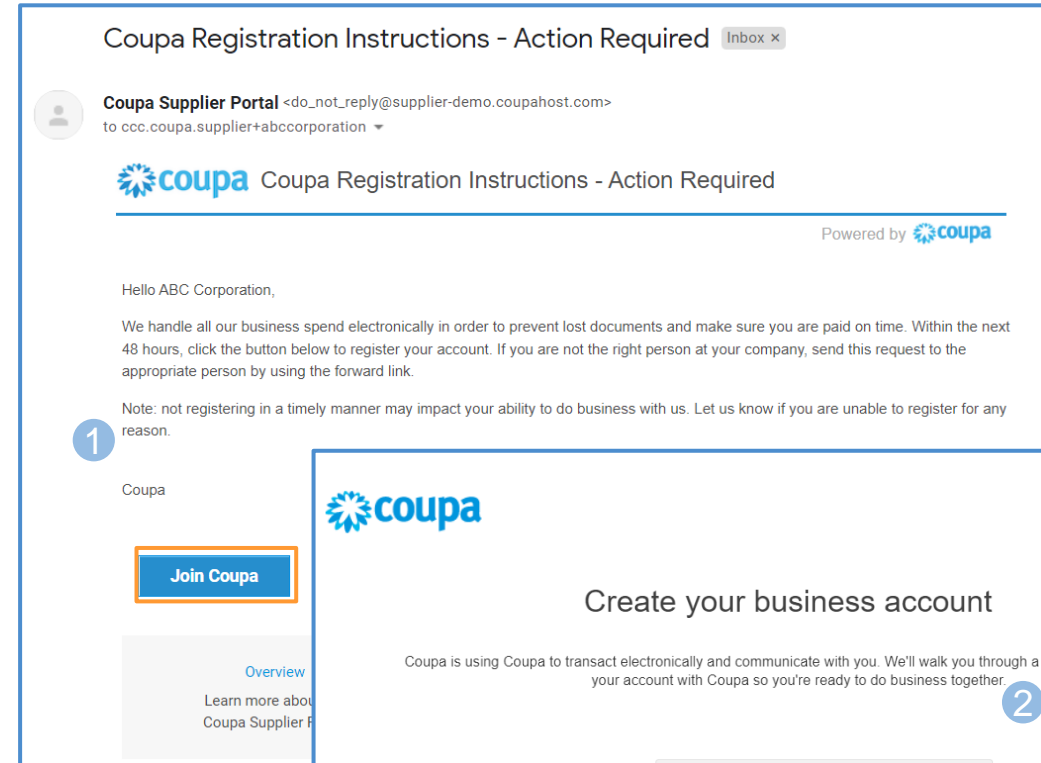 Coupa Registration Instructions - Action Required Inbox ×
Coupa Supplier Portal <do_not_reply@supplier-demo.coupahost.com>
to ccc.coupa.supplier+abccorporation
coupa Coupa Registration Instructions - Action Required
Powered by coupa
Hello ABC Corporation,
We handle all our business spend electronically in order to prevent lost documents and make sure you are paid on time. Within the next
48 hours, click the button below to register your account. If you are not the right person at your company, send this request to the
appropriate person by using the forward link.
Note: not registering in a timely manner may impact your ability to do business with us. Let us know if you are unable to register for any
reason.
1
Coupa
Join Coupa
Overview
Learn more abou
Coupa Supplier
coupa
Create your business account
Coupa is using Coupa to transact electronically and communicate with you. We'll walk you through a
your account with Coupa so you're ready to do business together.
2